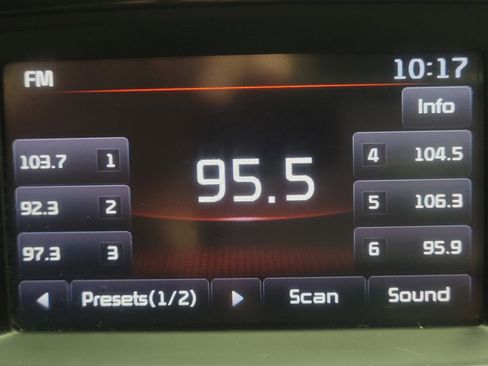 FM 10:17
Info
103.7 1 95.5 4 104.5
92.3 2 5 106.3
97.3 3 6 95.9
Presets(1/2) Scan Sound